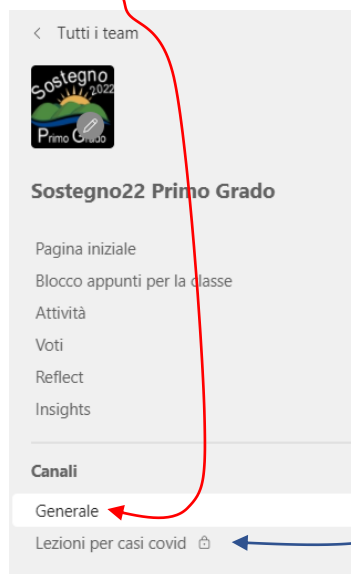 < Tutti i team
Sostegno
2022
Primo Grado
Sostegno22 Primo Grado
Pagina iniziale
Blocco appunti per la classe
Attività
Voti
Reflect
Insights
Canali
Generale
Lezioni per casi covid